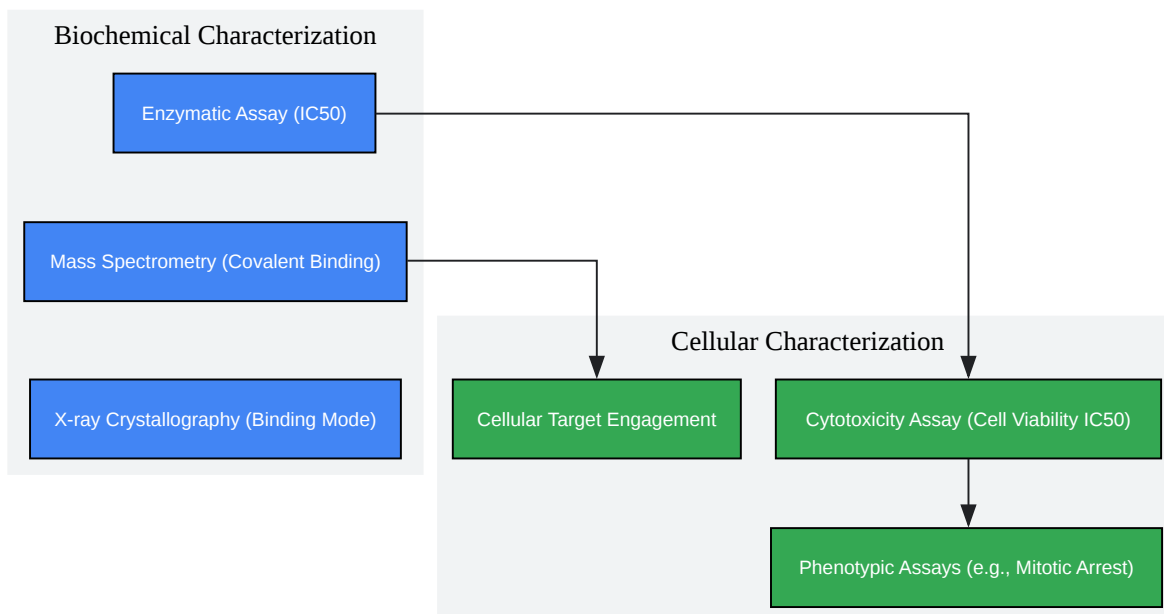 Biochemical Characterization
Enzymatic Assay (IC50)
Mass Spectrometry (Covalent Binding)
X-ray Crystallography (Binding Mode)
Cellular Characterization
Cellular Target Engagement
Cytotoxicity Assay (Cell Viability IC50)
Phenotypic Assays (e.g., Mitotic Arrest)